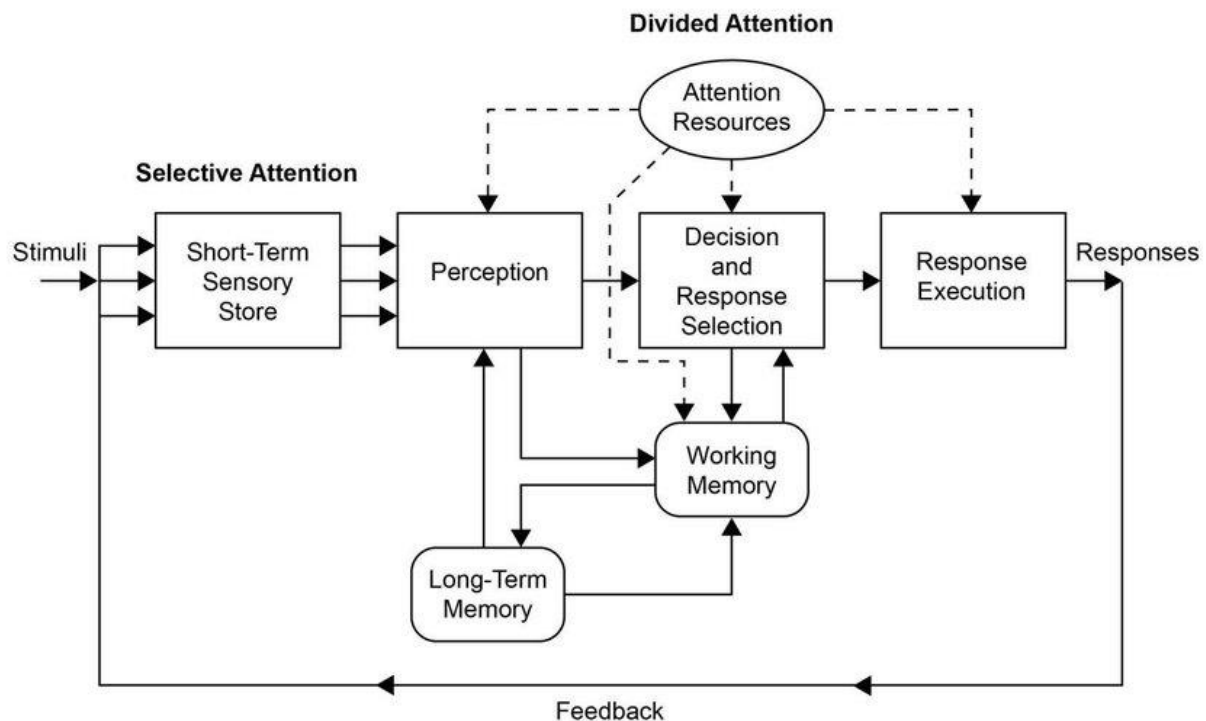 Divided Attention
Attention
Resources
Selective Attention
Stimuli
Short-Term
Sensory
Store
Perception
Decision
and
Response
Selection
Response
Execution
Responses
Working
Memory
Long-Term
Memory
Feedback